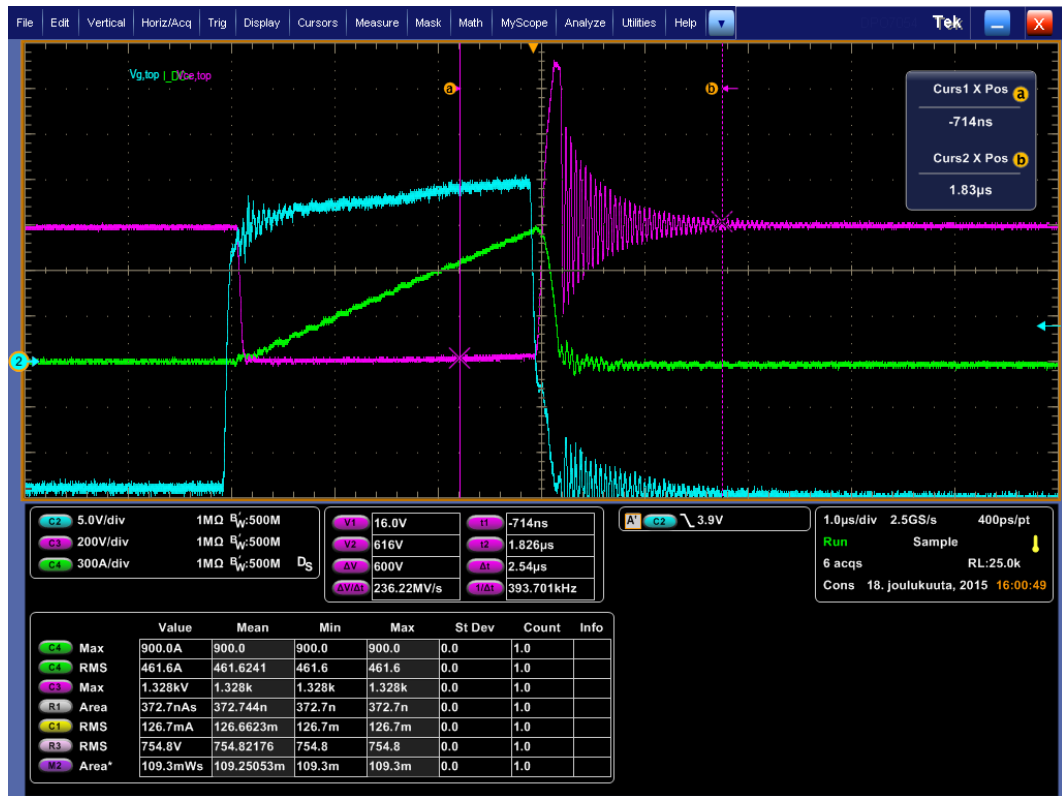 File Edit Vertical Horiz/Acq Trig Display Cursors Measure Mask Math MyScope Analyze Utilities Help Tek X
Vg,top
a b
Curs1 X Pos a
-714ns
Curs2 X Pos b
1.83µs
2
C2 5.0V/div 1MΩ BW:500M
C3 200V/div 1MΩ BW:500M
C4 300A/div 1MΩ BW:500M DS
V1 16.0V t1 -714ns
V2 616V t2 1.826µs
ΔV 600V Δt 2.54µs
ΔV/Δt 236.22MV/s 1/Δt 393.701kHz
A' C2 3.9V
1.0µs/div 2.5GS/s 400ps/pt
Run Sample
6 acqs RL:25.0k
Cons 18. joulukuuta, 2015 16:00:49
Value Mean Min Max St Dev Count Info
C4 Max 900.0A 900.0 900.0 900.0 0.0 1.0
C4 RMS 461.6A 461.6241 461.6 461.6 0.0 1.0
C3 Max 1.328kV 1.328k 1.328k 1.328k 0.0 1.0
R1 Area 372.7nAs 372.744n 372.7n 372.7n 0.0 1.0
C1 RMS 126.7mA 126.6623m 126.7m 126.7m 0.0 1.0
R3 RMS 754.8V 754.82176 754.8 754.8 0.0 1.0
M2 Area* 109.3mWs 109.25053m 109.3m 109.3m 0.0 1.0